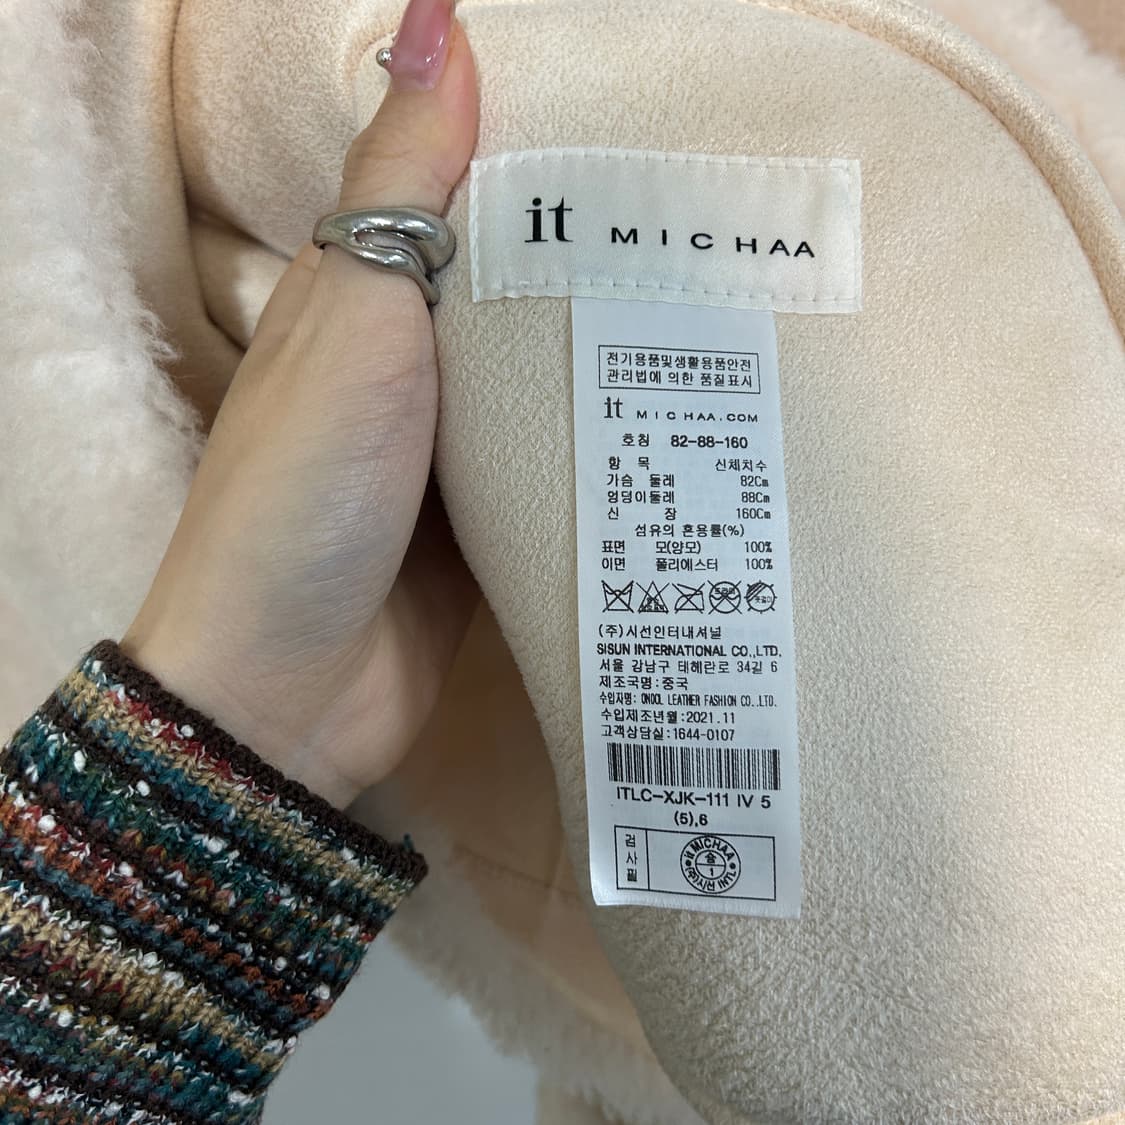 it MICHAA
전기용품및생활용품안전
관리법에 의한 품질표시
it MICHAA.COM
호칭 82-88-160
항 목 신체치수
가슴 둘레 82Cm
엉덩이둘레 88Cm
신 장 160Cm
섬유의 혼용률(%)
표면 모(양모) 100%
이면 폴리에스터 100%
(주)시선인터내셔널
SISUN INTERNATIONAL CO.,LTD.
서울 강남구 테헤란로 34길 6
제조국명:중국
수입자명: ONOOL LEATHER FASHION CO.,LTD.
수입제조년월:2021.11
고객상담실:1644-0107
ITLC-XJK-111 IV 5
(5),6
검사필
it MICHAA
1